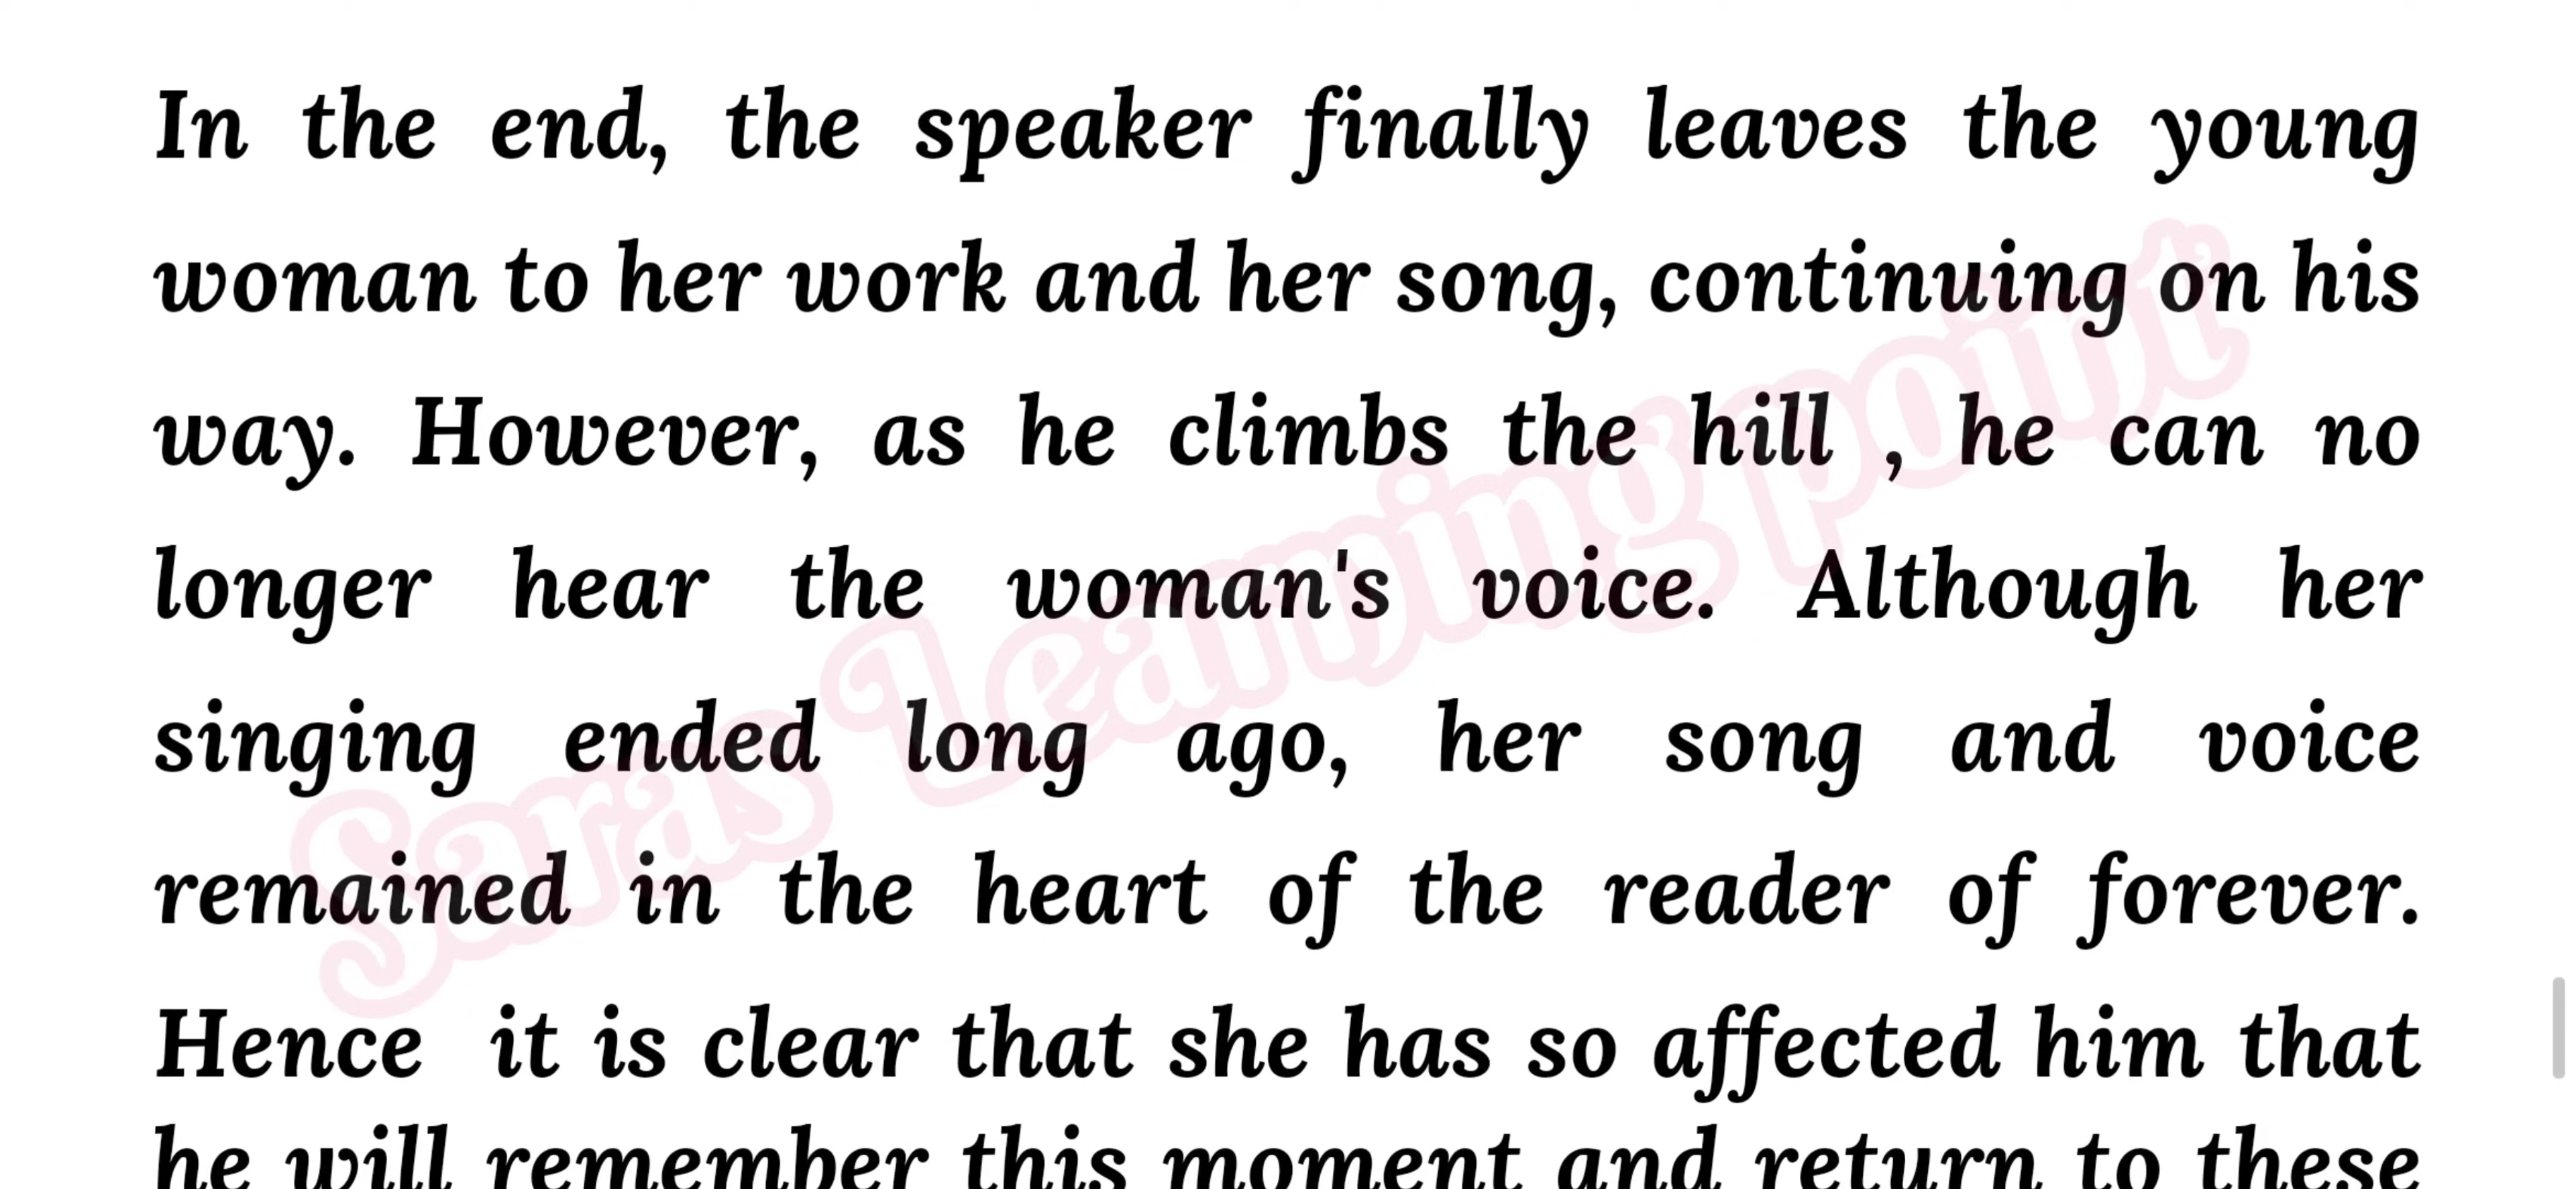 In the end, the speaker finally leaves the young
woman to her work and her song, continuing on his
way. However, as he climbs the hill , he can no
longer hear the woman's voice. Although her
singing ended long ago, her song and voice
remained in the heart of the reader of forever.
Hence it is clear that she has so affected him that
he will remember this moment and return to these
Saras Learning point